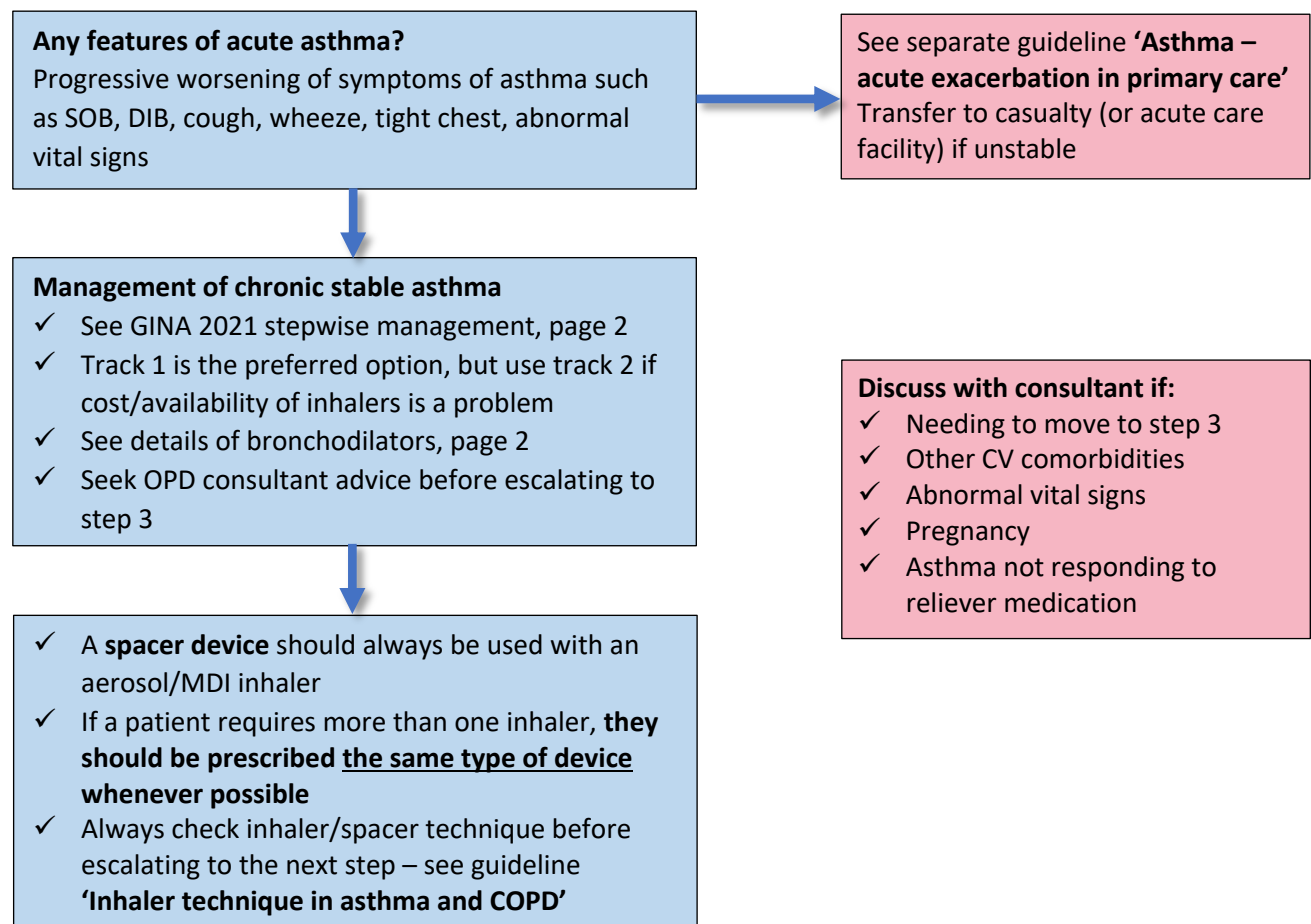 Any features of acute asthma?
Progressive worsening of symptoms of asthma such
as SOB, DIB, cough, wheeze, tight chest, abnormal
vital signs
See separate guideline ‘Asthma –
acute exacerbation in primary care’
Transfer to casualty (or acute care
facility) if unstable
Management of chronic stable asthma
✓ See GINA 2021 stepwise management, page 2
✓ Track 1 is the preferred option, but use track 2 if
cost/availability of inhalers is a problem
✓ See details of bronchodilators, page 2
✓ Seek OPD consultant advice before escalating to
step 3
Discuss with consultant if:
✓ Needing to move to step 3
✓ Other CV comorbidities
✓ Abnormal vital signs
✓ Pregnancy
✓ Asthma not responding to
reliever medication
✓ A spacer device should always be used with an
aerosol/MDI inhaler
✓ If a patient requires more than one inhaler, they
should be prescribed the same type of device
whenever possible
✓ Always check inhaler/spacer technique before
escalating to the next step – see guideline
‘Inhaler technique in asthma and COPD’